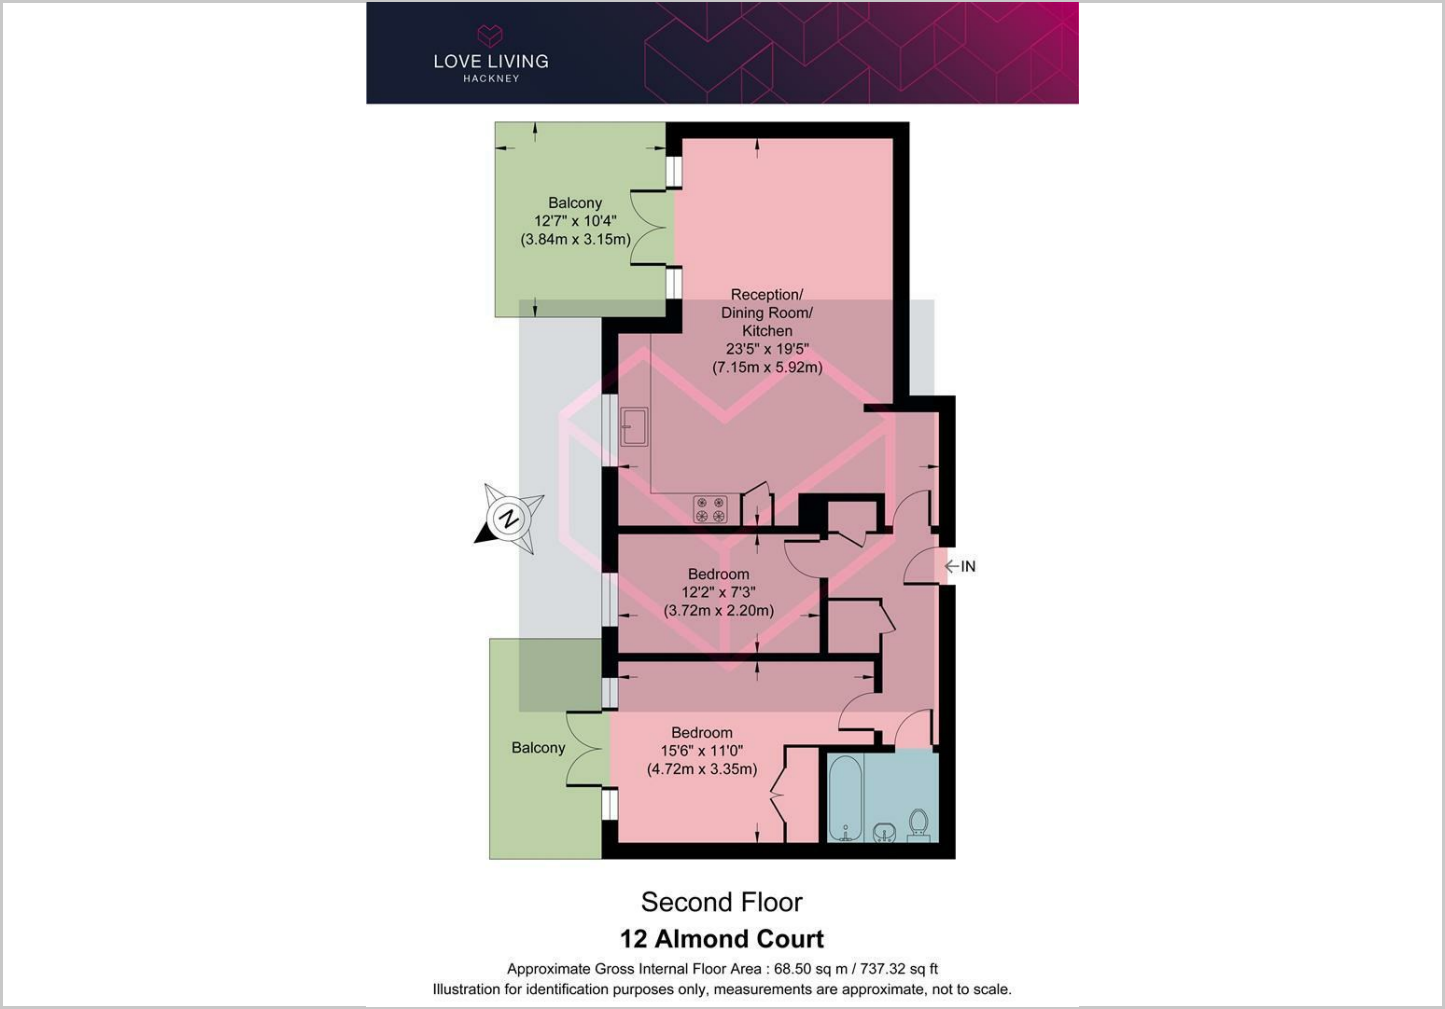 LOVE LIVING
HACKNEY
Balcony
12'7" x 10'4"
(3.84m x 3.15m)
Reception/
Dining Room/
Kitchen
23'5" x 19'5"
(7.15m x 5.92m)
N
IN
Bedroom
12'2" x 7'3"
(3.72m x 2.20m)
Bedroom
15'6" x 11'0"
(4.72m x 3.35m)
Balcony
Second Floor
12 Almond Court
Approximate Gross Internal Floor Area : 68.50 sq m / 737.32 sq ft
Illustration for identification purposes only, measurements are approximate, not to scale.